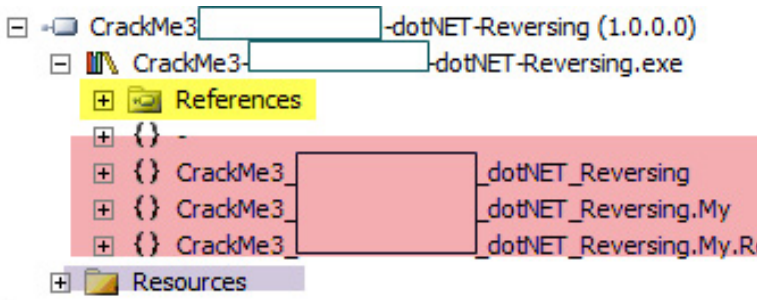 CrackMe3 -dotNET-Reversing (1.0.0.0)
CrackMe3- -dotNET-Reversing.exe
References
{} -
{} CrackMe3_ _dotNET_Reversing
{} CrackMe3_ _dotNET_Reversing.My
{} CrackMe3_ _dotNET_Reversing.My.R
Resources